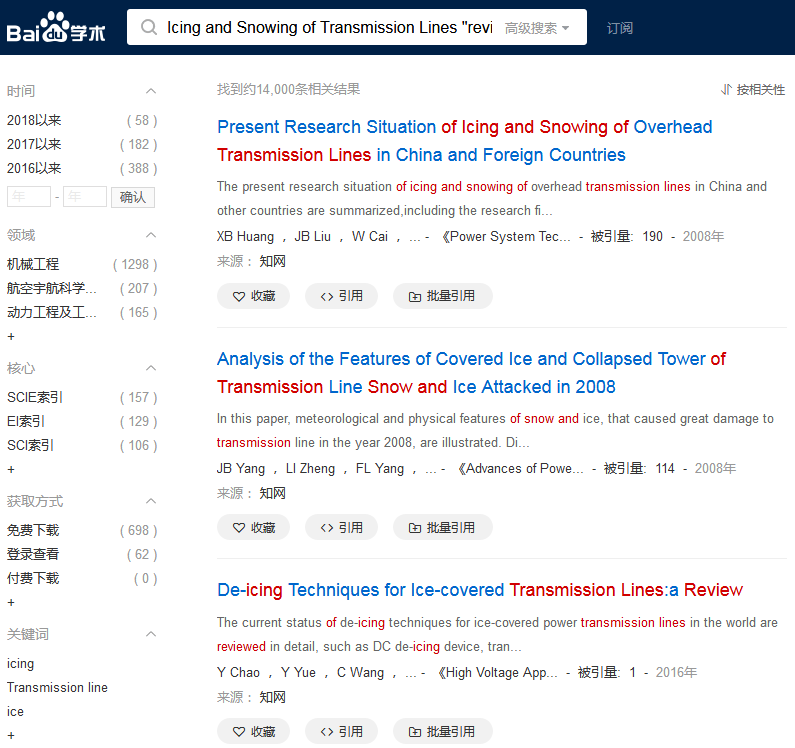 Bai du 学术
Icing and Snowing of Transmission Lines "revi
高级搜索
订阅
时间
2018以来 ( 58 )
2017以来 ( 182 )
2016以来 ( 388 )
年 - 年 确认
领域
机械工程 ( 1298 )
航空宇航科学... ( 207 )
动力工程及工... ( 165 )
+
核心
SCIE索引 ( 157 )
EI索引 ( 129 )
SCI索引 ( 106 )
+
获取方式
免费下载 ( 698 )
登录查看 ( 62 )
付费下载 ( 0 )
+
关键词
icing
Transmission line
ice
+
找到约14,000条相关结果
按相关性
Present Research Situation of Icing and Snowing of Overhead
Transmission Lines in China and Foreign Countries
The present research situation of icing and snowing of overhead transmission lines in China and
other countries are summarized,including the research fi...
XB Huang , JB Liu , W Cai , ... - 《Power System Tec... - 被引量: 190 - 2008年
来源： 知网
收藏 <> 引用 批量引用
Analysis of the Features of Covered Ice and Collapsed Tower of
Transmission Line Snow and Ice Attacked in 2008
In this paper, meteorological and physical features of snow and ice, that caused great damage to
transmission line in the year 2008, are illustrated. Di...
JB Yang , LI Zheng , FL Yang , ... - 《Advances of Powe... - 被引量: 114 - 2008年
来源： 知网
收藏 <> 引用 批量引用
De-icing Techniques for Ice-covered Transmission Lines:a Review
The current status of de-icing techniques for ice-covered power transmission lines in the world are
reviewed in detail, such as DC de-icing device, tran...
Y Chao , Y Yue , C Wang , ... - 《High Voltage App... - 被引量: 1 - 2016年
来源： 知网
收藏 <> 引用 批量引用